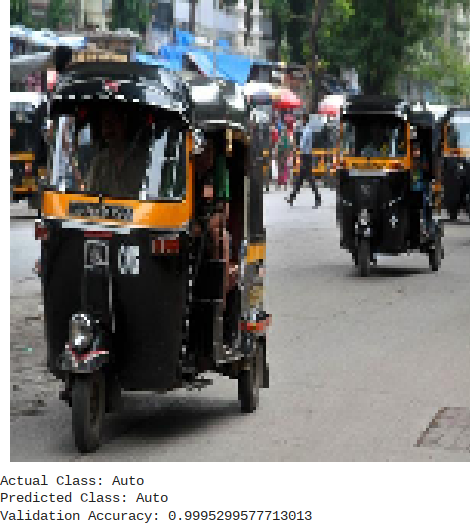 Actual Class: Auto
Predicted Class: Auto
Validation Accuracy: 0.9995299577713013